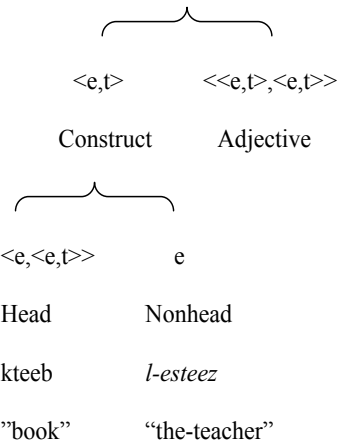 <e,t> <<e,t>,<e,t>>
Construct Adjective
<e,<e,t>> e
Head Nonhead
kteeb l-esteez
”book” “the-teacher”